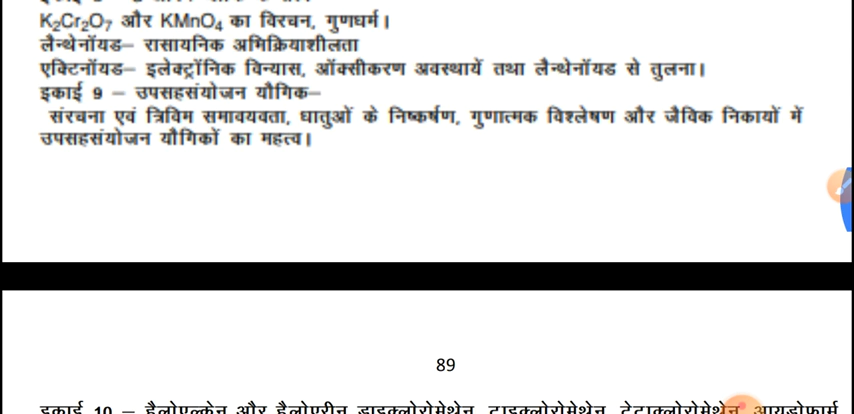 K₂Cr₂O₇ और KMnO₄ का विरचन, गुणधर्म।
लैन्थेनॉयड– रासायनिक अभिक्रियाशीलता
एक्टिनॉयड– इलेक्ट्रॉनिक विन्यास, ऑक्सीकरण अवस्थायें तथा लैन्थेनॉयड से तुलना।
इकाई 9 – उपसहसंयोजन यौगिक–
संरचना एवं त्रिविम समावयवता, धातुओं के निष्कर्षण, गुणात्मक विश्लेषण और जैविक निकायों में
उपसहसंयोजन यौगिकों का महत्व।
89
इकाई 10 – हैलोएल्केन और हैलोएरीन डाइक्लोरोमेथेन, ट्राइक्लोरोमेथेन, टेट्राक्लोरोमेथेन, आयडोफार्म